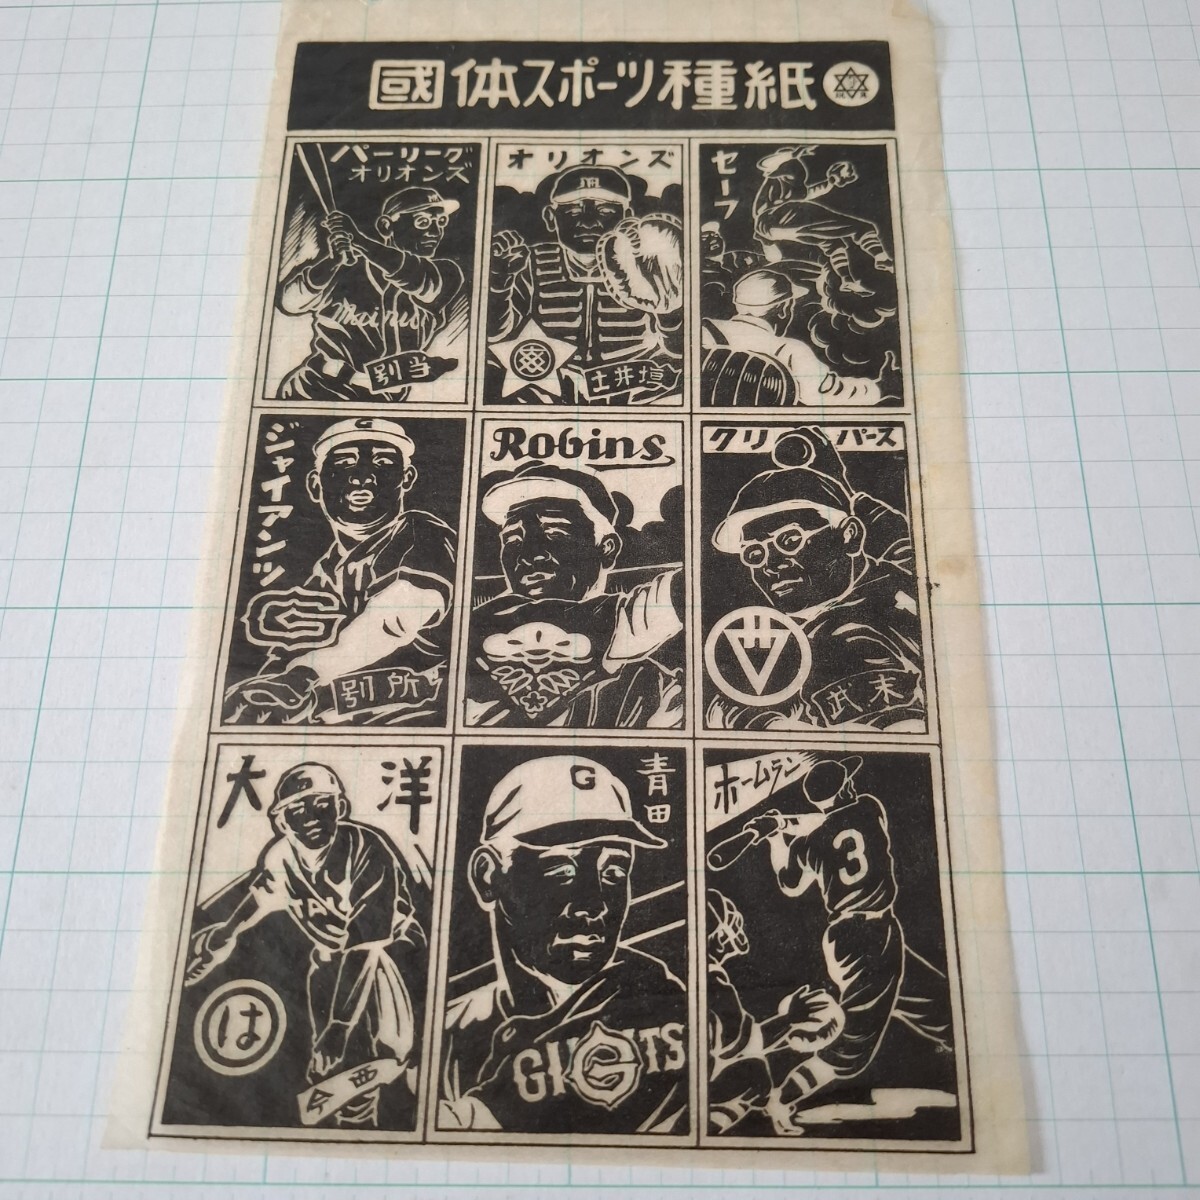 國体スポーツ種紙
パーリーグ
オリオンズ
M
Mainichi
別当
オリオンズ
M
土井垣
セーフ
ジャイアンツ
G
G
別所
Robins
クリッパース
武末
大洋
は
今西
青田
G
GIANTS
ホームラン
3